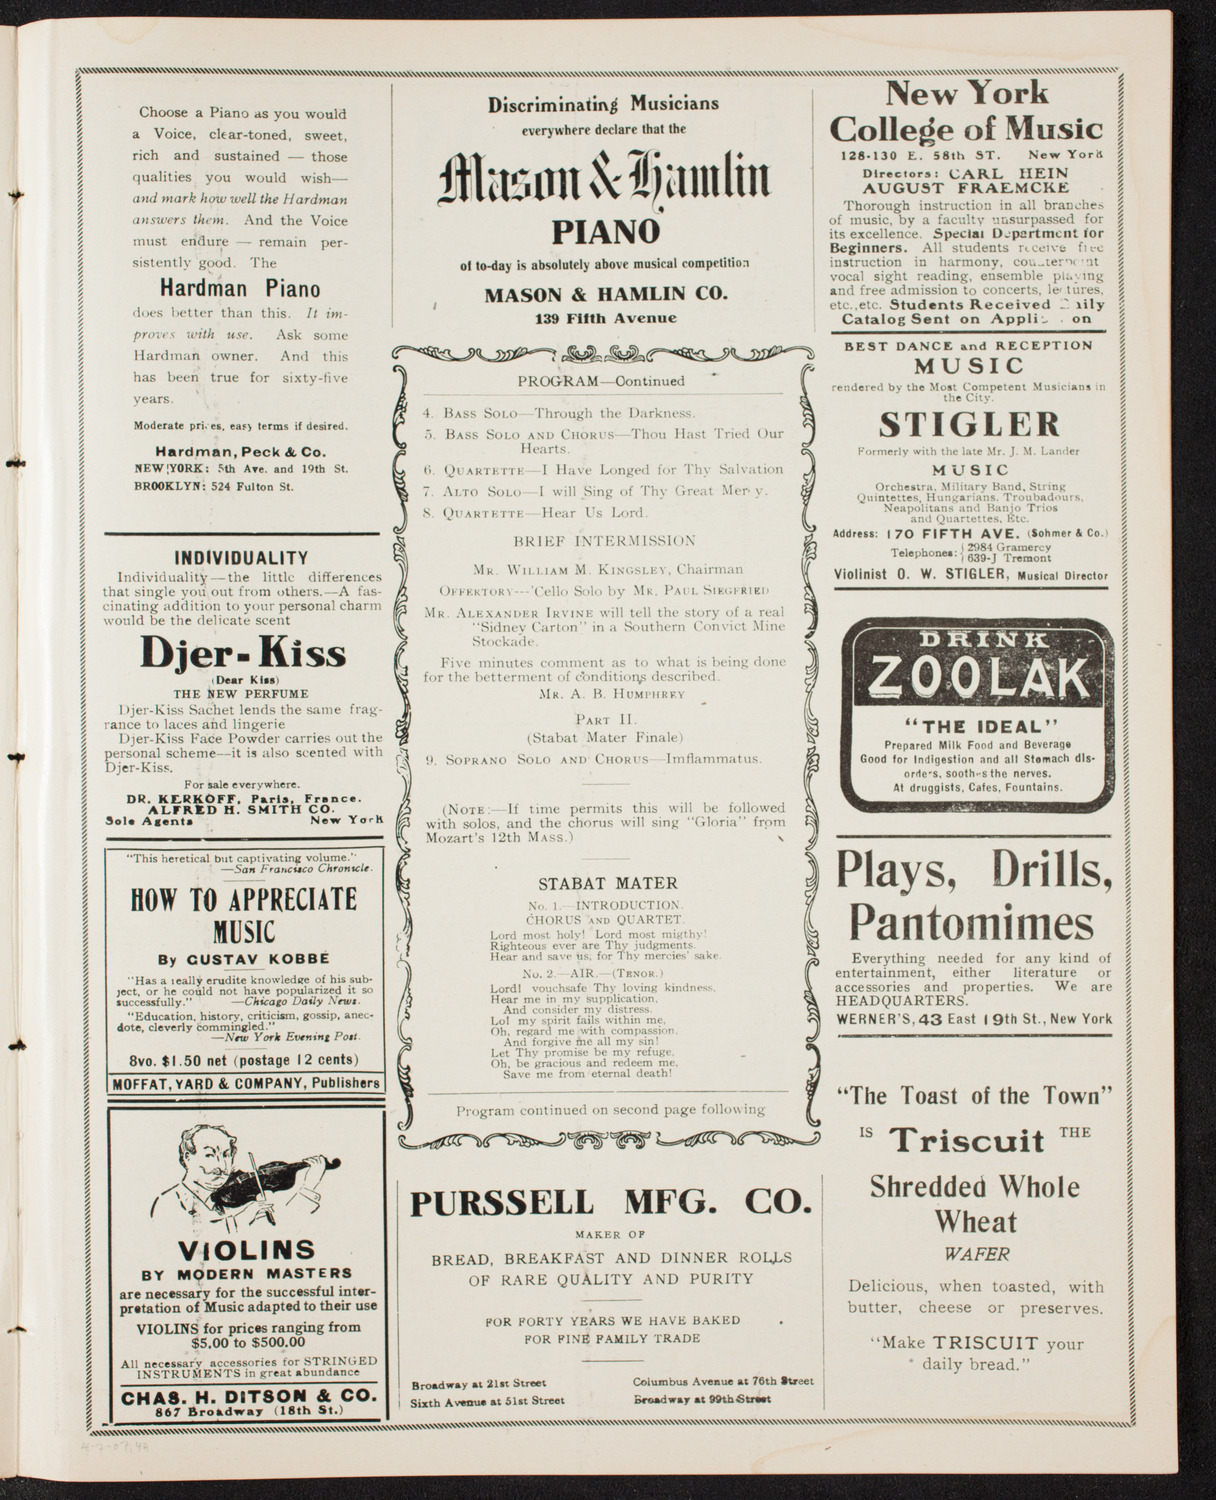 Choose a Piano as you would
a Voice, clear-toned, sweet,
rich and sustained — those
qualities you would wish—
and mark how well the Hardman
answers them. And the Voice
must endure — remain per-
sistently good. The
Hardman Piano
does better than this. It im-
proves with use. Ask some
Hardman owner. And this
has been true for sixty-five
years.
Moderate prices, easy terms if desired.
Hardman, Peck & Co.
NEW YORK: 5th Ave. and 19th St.
BROOKLYN: 524 Fulton St.
INDIVIDUALITY
Individuality—the little differences
that single you out from others.—A fas-
cinating addition to your personal charm
would be the delicate scent
Djer-Kiss
(Dear Kiss)
THE NEW PERFUME
Djer-Kiss Sachet lends the same frag-
rance to laces and lingerie
Djer-Kiss Face Powder carries out the
personal scheme—it is also scented with
Djer-Kiss.
For sale everywhere.
DR. KERKOFF, Paris, France.
ALFRED H. SMITH CO.
Sole Agents New York
"This heretical but captivating volume."
—San Francisco Chronicle.
HOW TO APPRECIATE
MUSIC
By GUSTAV KOBBÉ
"Has a really erudite knowledge of his sub-
ject, or he could not have popularized it so
successfully." —Chicago Daily News.
"Education, history, criticism, gossip, anec-
dote, cleverly commingled."
—New York Evening Post.
8vo. $1.50 net (postage 12 cents)
MOFFAT, YARD & COMPANY, Publishers
VIOLINS
BY MODERN MASTERS
are necessary for the successful inter-
pretation of Music adapted to their use
VIOLINS for prices ranging from
$5.00 to $500.00
All necessary accessories for STRINGED
INSTRUMENTS in great abundance
CHAS. H. DITSON & CO.
867 Broadway (18th St.)
Discriminating Musicians
everywhere declare that the
Mason & Hamlin
PIANO
of to-day is absolutely above musical competition
MASON & HAMLIN CO.
139 Fifth Avenue
PROGRAM—Continued
4. BASS SOLO—Through the Darkness.
5. BASS SOLO AND CHORUS—Thou Hast Tried Our
Hearts.
6. QUARTETTE—I Have Longed for Thy Salvation
7. ALTO SOLO—I will Sing of Thy Great Mercy.
8. QUARTETTE—Hear Us Lord.
BRIEF INTERMISSION
MR. WILLIAM M. KINGSLEY, Chairman
OFFERTORY---'Cello Solo by MR. PAUL SIEGFRIED
MR. ALEXANDER IRVINE will tell the story of a real
"Sidney Carton" in a Southern Convict Mine
Stockade.
Five minutes comment as to what is being done
for the betterment of conditions described.
MR. A. B. HUMPHREY
PART II.
(Stabat Mater Finale)
9. SOPRANO SOLO AND CHORUS—Imflammatus.
(NOTE:—If time permits this will be followed
with solos, and the chorus will sing "Gloria" from
Mozart's 12th MASS.)
STABAT MATER
No. 1.—INTRODUCTION.
CHORUS AND QUARTET.
Lord most holy! Lord most migthy!
Righteous ever are Thy judgments.
Hear and save us, for Thy mercies' sake.
No. 2.—AIR.—(TENOR.)
Lord! vouchsafe Thy loving kindness,
Hear me in my supplication,
And consider my distress.
Lo! my spirit fails within me,
Oh, regard me with compassion,
And forgive me all my sin!
Let Thy promise be my refuge,
Oh, be gracious and redeem me,
Save me from eternal death!
Program continued on second page following
PURSSELL MFG. CO.
MAKER OF
BREAD, BREAKFAST AND DINNER ROLLS
OF RARE QUALITY AND PURITY
FOR FORTY YEARS WE HAVE BAKED
FOR FINE FAMILY TRADE
Broadway at 21st Street Columbus Avenue at 76th Street
Sixth Avenue at 51st Street Broadway at 99th Street
New York
College of Music
128-130 E. 58th ST. New York
Directors: CARL HEIN
AUGUST FRAEMCKE
Thorough instruction in all branches
of music, by a faculty unsurpassed for
its excellence. Special Department for
Beginners. All students receive free
instruction in harmony, counterpoint
vocal sight reading, ensemble playing
and free admission to concerts, lectures,
etc., etc. Students Received Daily
Catalog Sent on Application
BEST DANCE and RECEPTION
MUSIC
rendered by the Most Competent Musicians in
the City.
STIGLER
Formerly with the late Mr. J. M. Lander
MUSIC
Orchestra, Military Band, String
Quintettes, Hungarians, Troubadours,
Neapolitans and Banjo Trios
and Quartettes, Etc.
Address: 170 FIFTH AVE. (Sohmer & Co.)
Telephones: { 2984 Gramercy
639-J Tremont
Violinist O. W. STIGLER, Musical Director
DRINK
ZOOLAK
"THE IDEAL"
Prepared Milk Food and Beverage
Good for Indigestion and all Stomach dis-
orders, soothes the nerves.
At druggists, Cafes, Fountains.
Plays, Drills,
Pantomimes
Everything needed for any kind of
entertainment, either literature or
accessories and properties. We are
HEADQUARTERS.
WERNER'S, 43 East 19th St., New York
"The Toast of the Town"
IS Triscuit THE
Shredded Whole
Wheat
WAFER
Delicious, when toasted, with
butter, cheese or preserves.
"Make TRISCUIT your
daily bread."